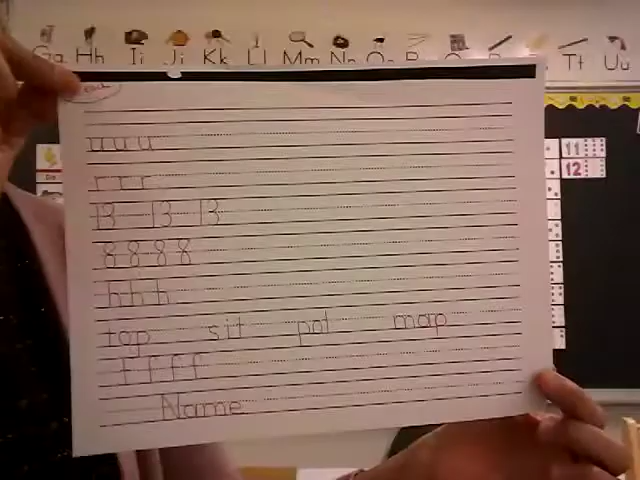 Gg Hh Ii Jj Kk Ll Mm Nn Tt Uu
u u u
r r r
13 13 13
8 8 8 8
h h h
top sit pot map
f f f f
Name
11
12